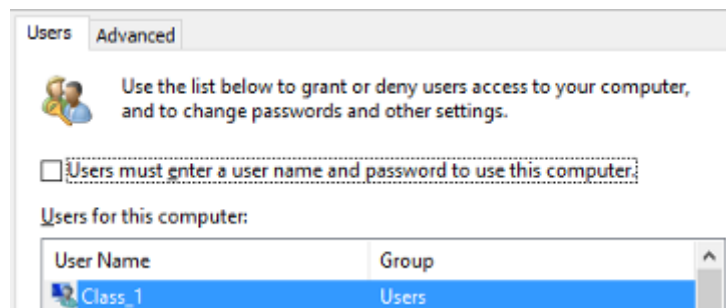 Users Advanced
Use the list below to grant or deny users access to your computer,
and to change passwords and other settings.
Users must enter a user name and password to use this computer.
Users for this computer:
User Name Group
Class_1 Users